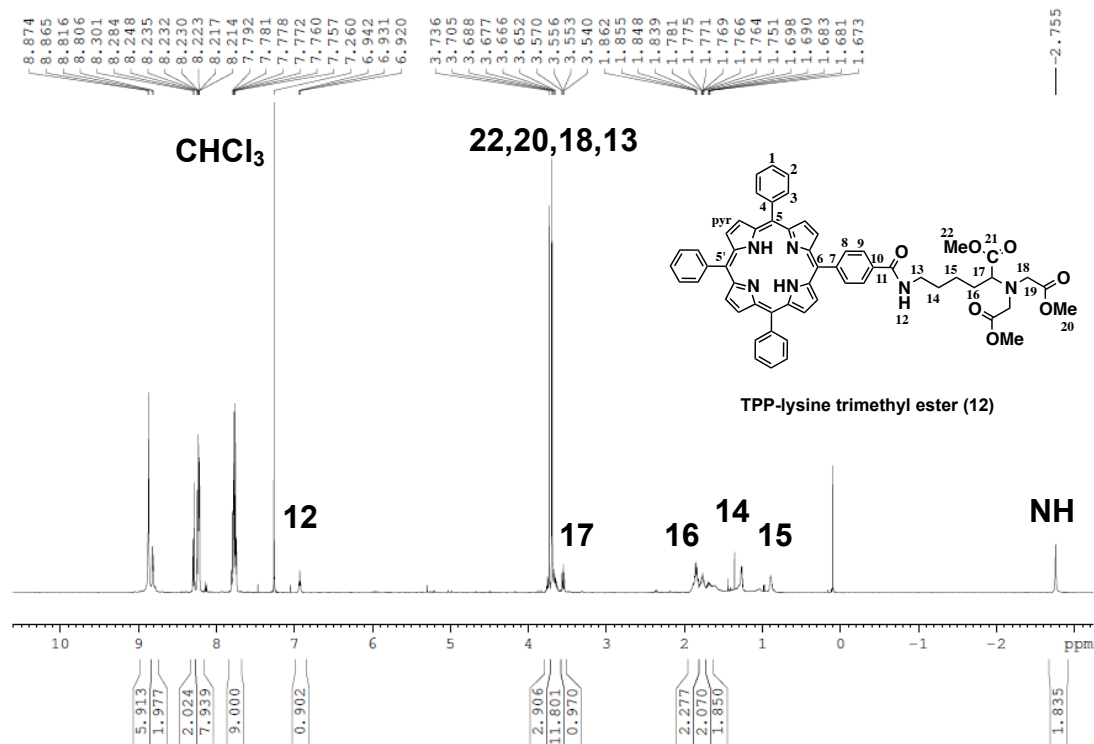 8.874 8.865 8.816 8.806 8.301 8.284 8.248 8.235 8.232 8.230 8.223 8.217 8.214 7.792 7.781 7.778 7.772 7.760 7.757 7.260 6.942 6.931 6.920
3.736 3.705 3.688 3.677 3.666 3.652 3.570 3.556 3.553 3.540 1.862 1.855 1.848 1.839 1.781 1.775 1.771 1.769 1.766 1.764 1.751 1.698 1.690 1.683 1.681 1.673
-2.755
CHCl₃
22,20,18,13
1
2
3
4
5
pyr
NH
N
5'
N
HN
6
7
8
9
10
O
11
N
H
12
13
14
15
16
17
22
MeO
21
O
18
N
O
19
OMe
20
O
OMe
TPP-lysine trimethyl ester (12)
12
17
16
14
15
NH
10 9 8 7 6 5 4 3 2 1 0 -1 -2 ppm
5.913 1.977 2.024 7.939 9.000 0.902 2.906 11.801 0.970 2.277 2.070 1.850 1.835